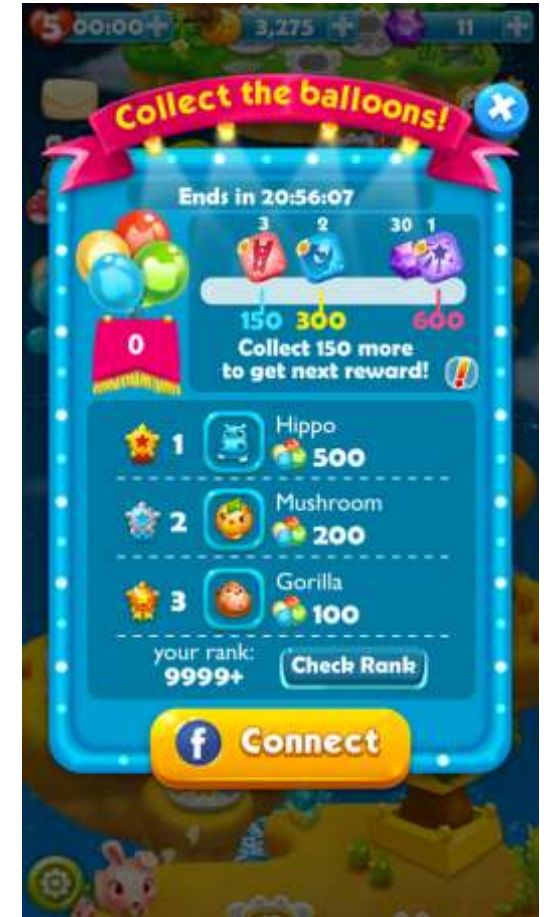 5 00:00 3,275 11
Collect the balloons!
Ends in 20:56:07
3 2 30 1
150 300 600
0
Collect 150 more
to get next reward!
1 Hippo
500
2 Mushroom
200
3 Gorilla
100
your rank:
9999+
Check Rank
f Connect